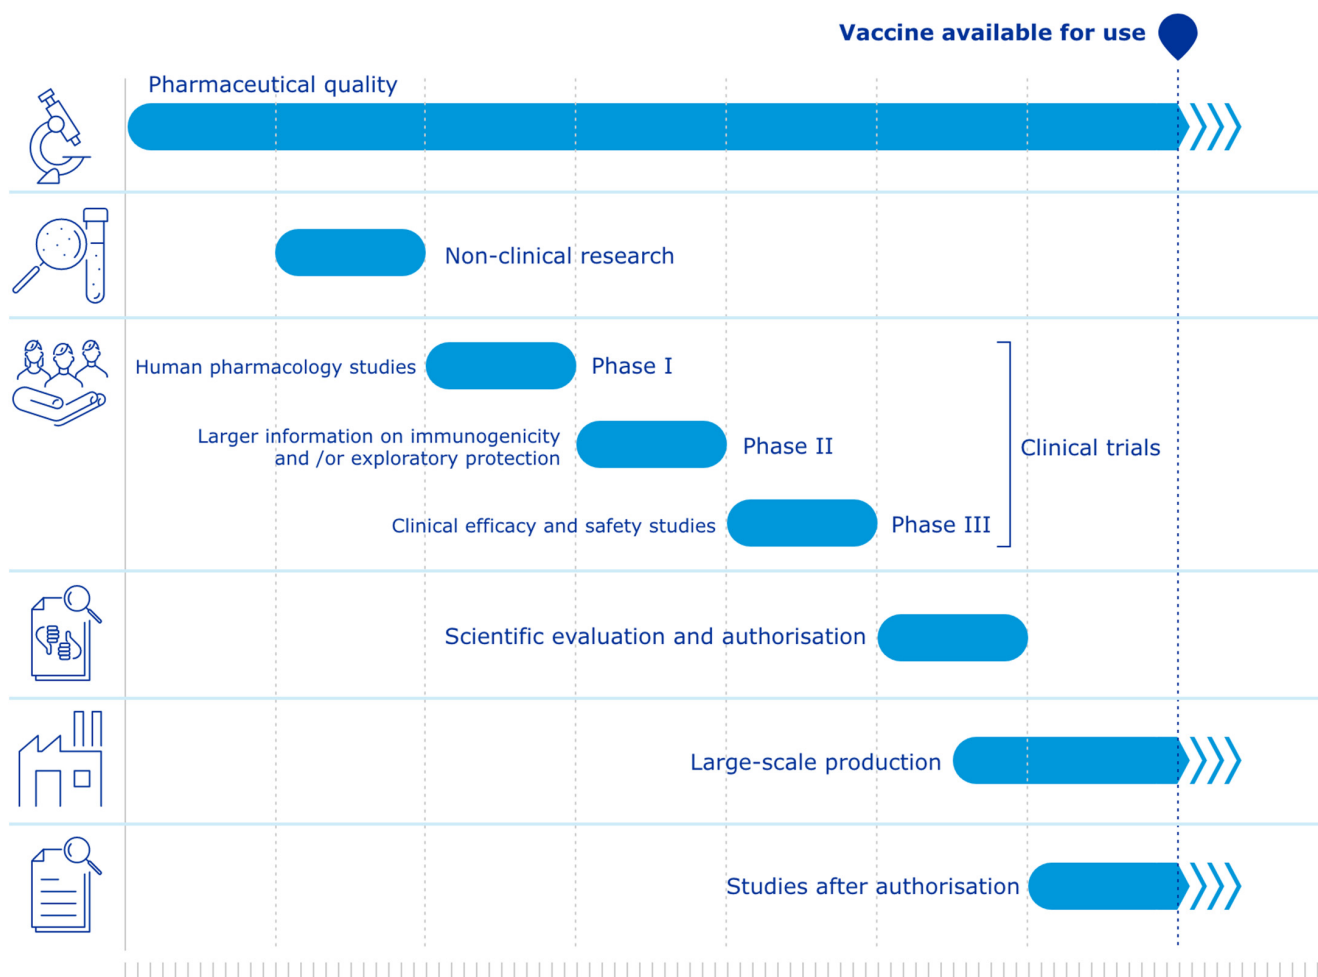 Vaccine available for use
Pharmaceutical quality
Non-clinical research
Human pharmacology studies
Phase I
Larger information on immunogenicity
and /or exploratory protection
Phase II
Clinical trials
Clinical efficacy and safety studies
Phase III
Scientific evaluation and authorisation
Large-scale production
Studies after authorisation